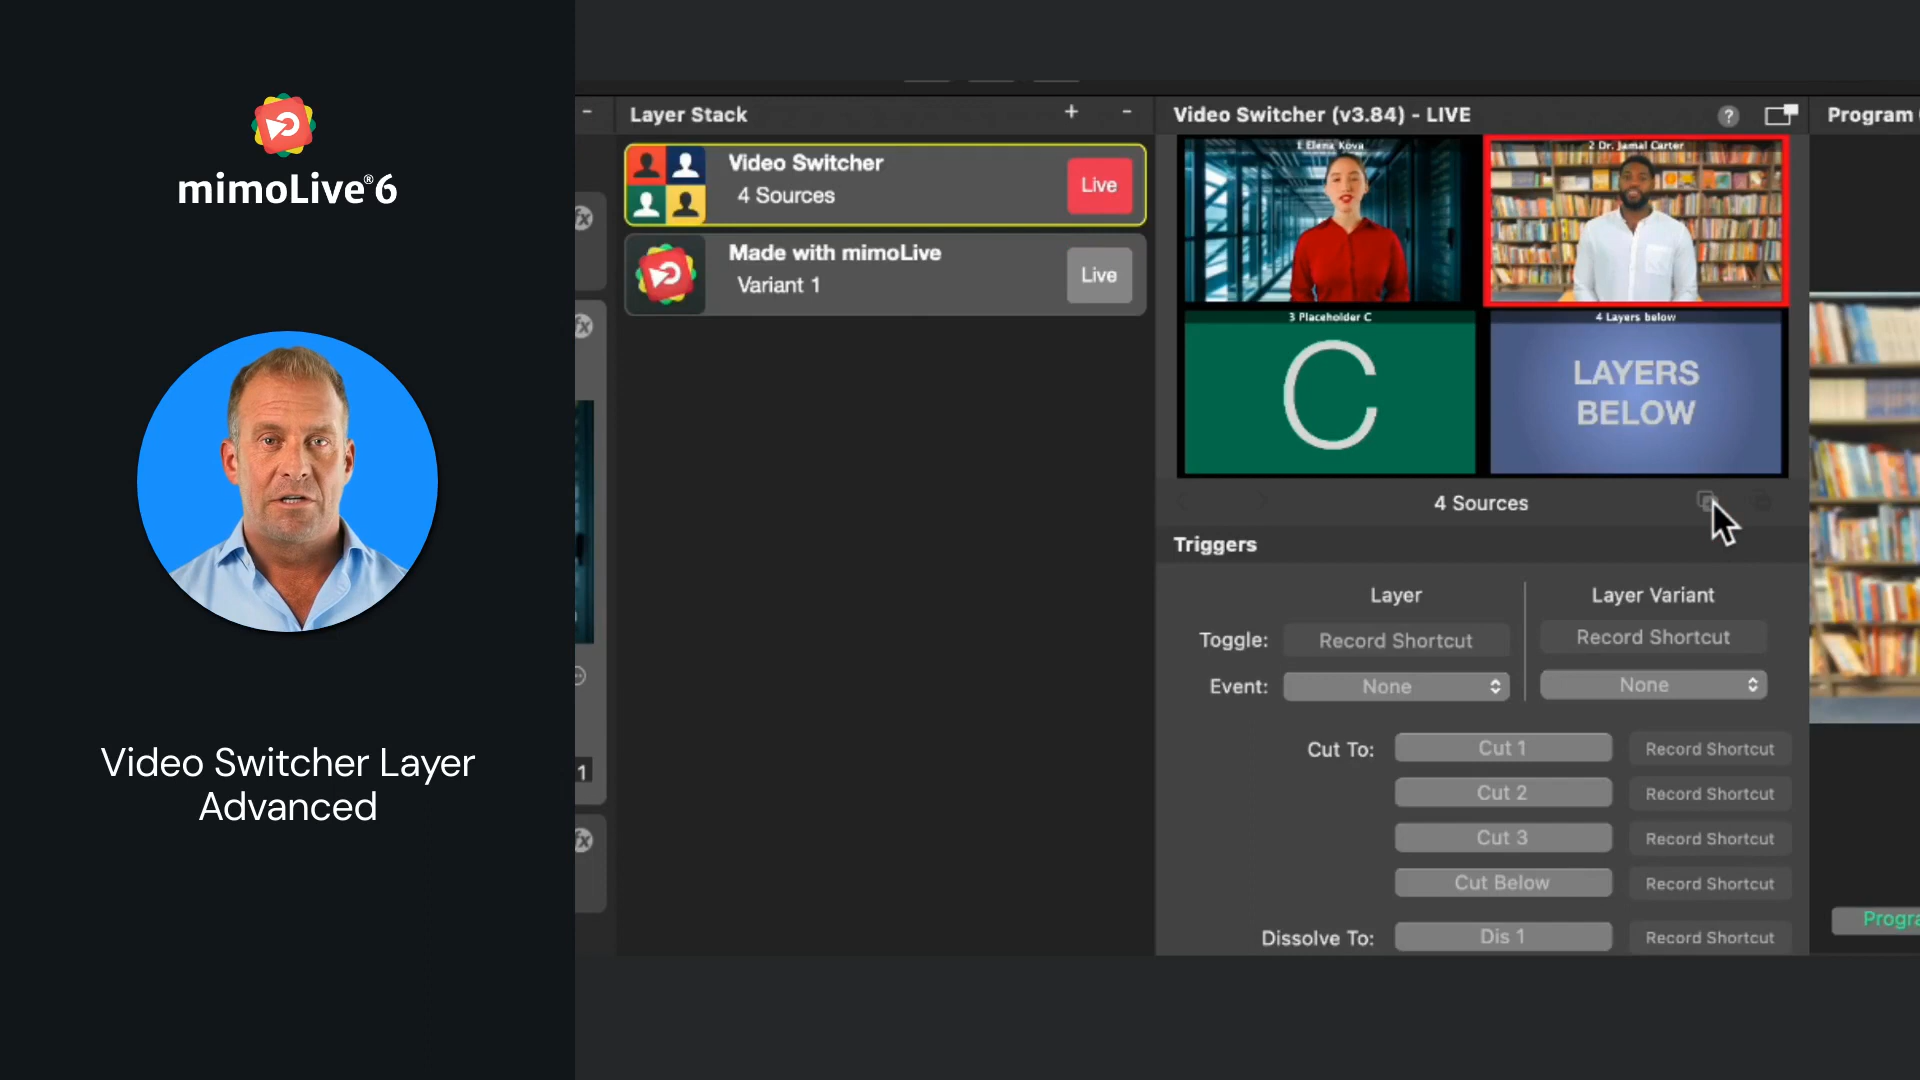 mimoLive®6
Video Switcher Layer
Advanced
Layer Stack
+
-
Video Switcher
4 Sources
Live
Made with mimoLive
Variant 1
Live
1
Video Switcher (v3.84) - LIVE
?
1 Elena Kova
2 Dr. Jamal Carter
3 Placeholder C
C
4 Layers below
LAYERS
BELOW
4 Sources
Triggers
Layer
Layer Variant
Toggle:
Record Shortcut
Record Shortcut
Event:
None
None
Cut To:
Cut 1
Record Shortcut
Cut 2
Record Shortcut
Cut 3
Record Shortcut
Cut Below
Record Shortcut
Dissolve To:
Dis 1
Record Shortcut
Program
Progra